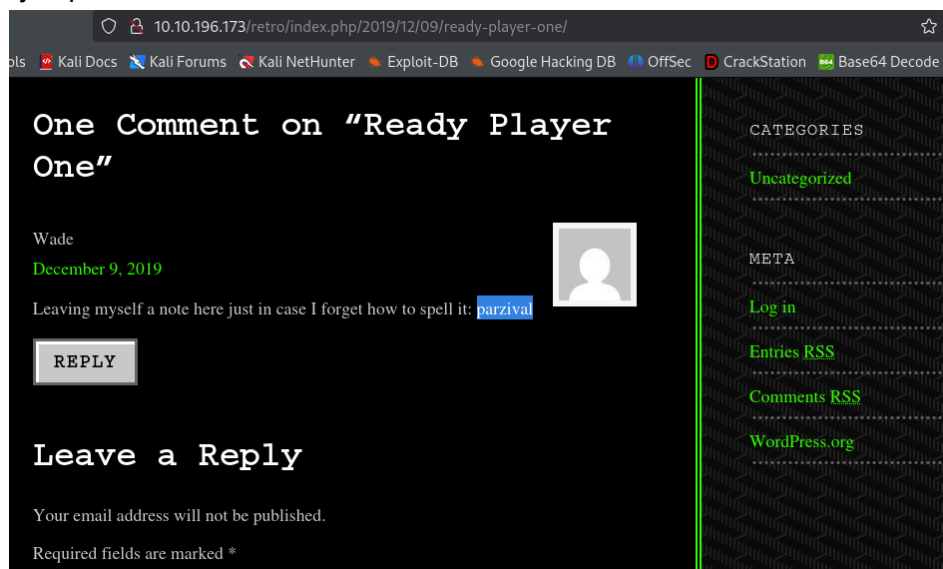 10.10.196.173/retro/index.php/2019/12/09/ready-player-one/
Kali Docs Kali Forums Kali NetHunter Exploit-DB Google Hacking DB OffSec CrackStation Base64 Decode
One Comment on “Ready Player
One”
Wade
December 9, 2019
Leaving myself a note here just in case I forget how to spell it: parzival
REPLY
Leave a Reply
Your email address will not be published.
Required fields are marked *
CATEGORIES
Uncategorized
META
Log in
Entries RSS
Comments RSS
WordPress.org